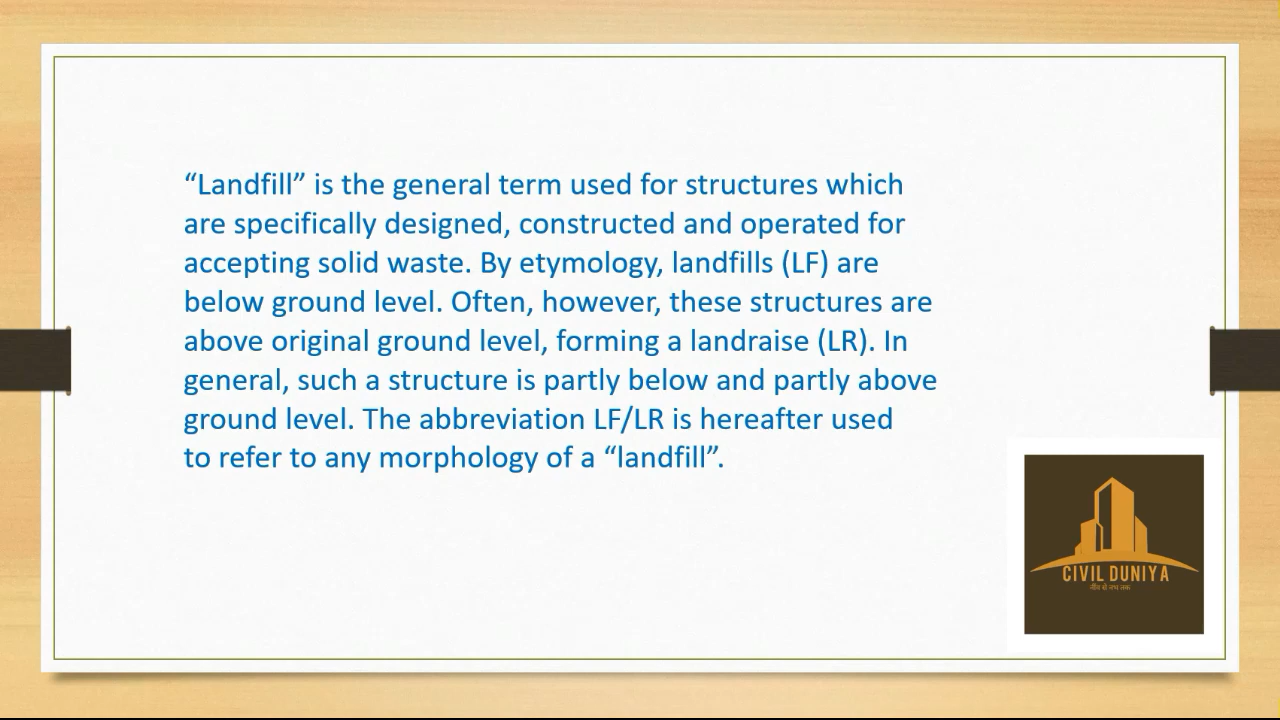 “Landfill” is the general term used for structures which
are specifically designed, constructed and operated for
accepting solid waste. By etymology, landfills (LF) are
below ground level. Often, however, these structures are
above original ground level, forming a landraise (LR). In
general, such a structure is partly below and partly above
ground level. The abbreviation LF/LR is hereafter used
to refer to any morphology of a “landfill”.
CIVIL DUNIYA
नींव से नभ तक